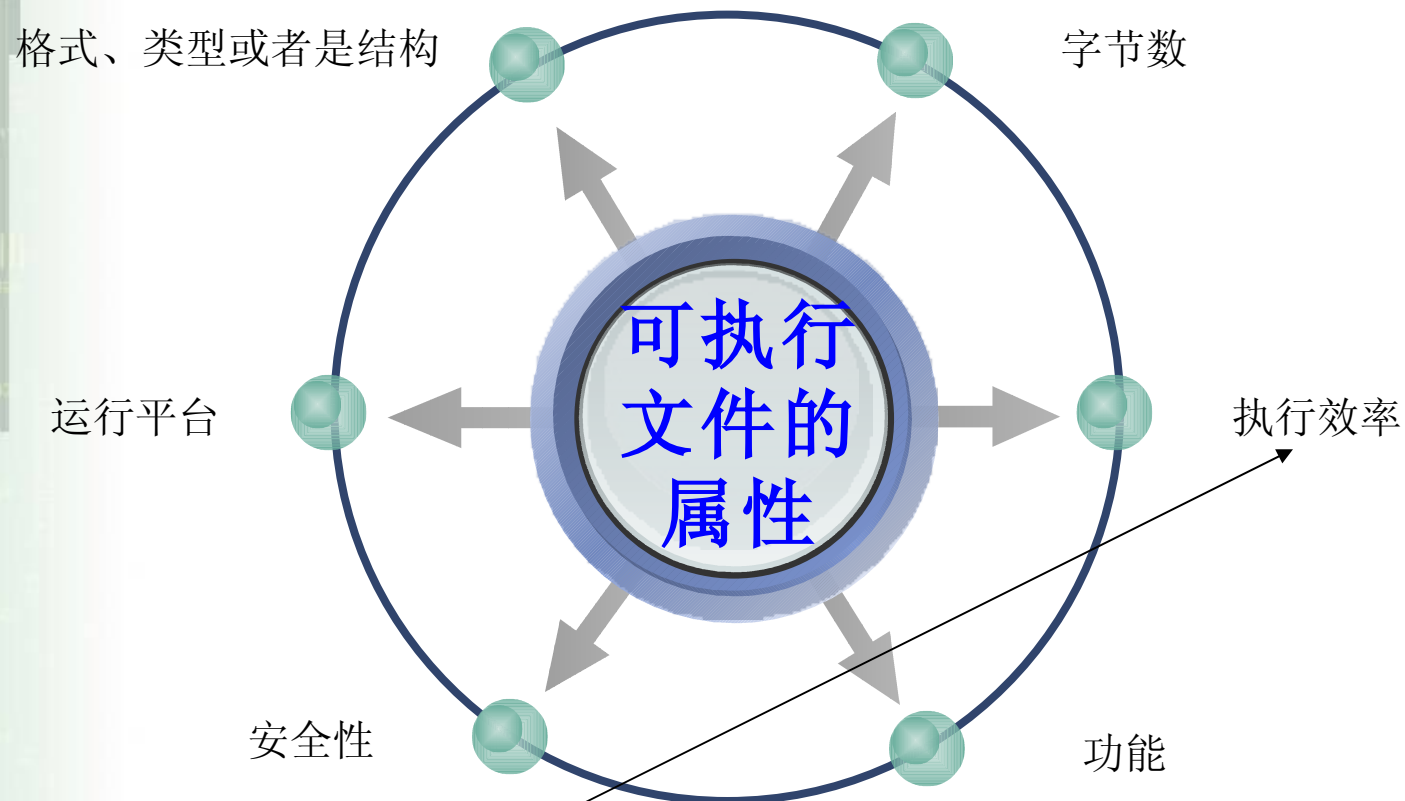 格式、类型或者是结构
字节数
可执行
文件的
属性
运行平台
执行效率
安全性
功能